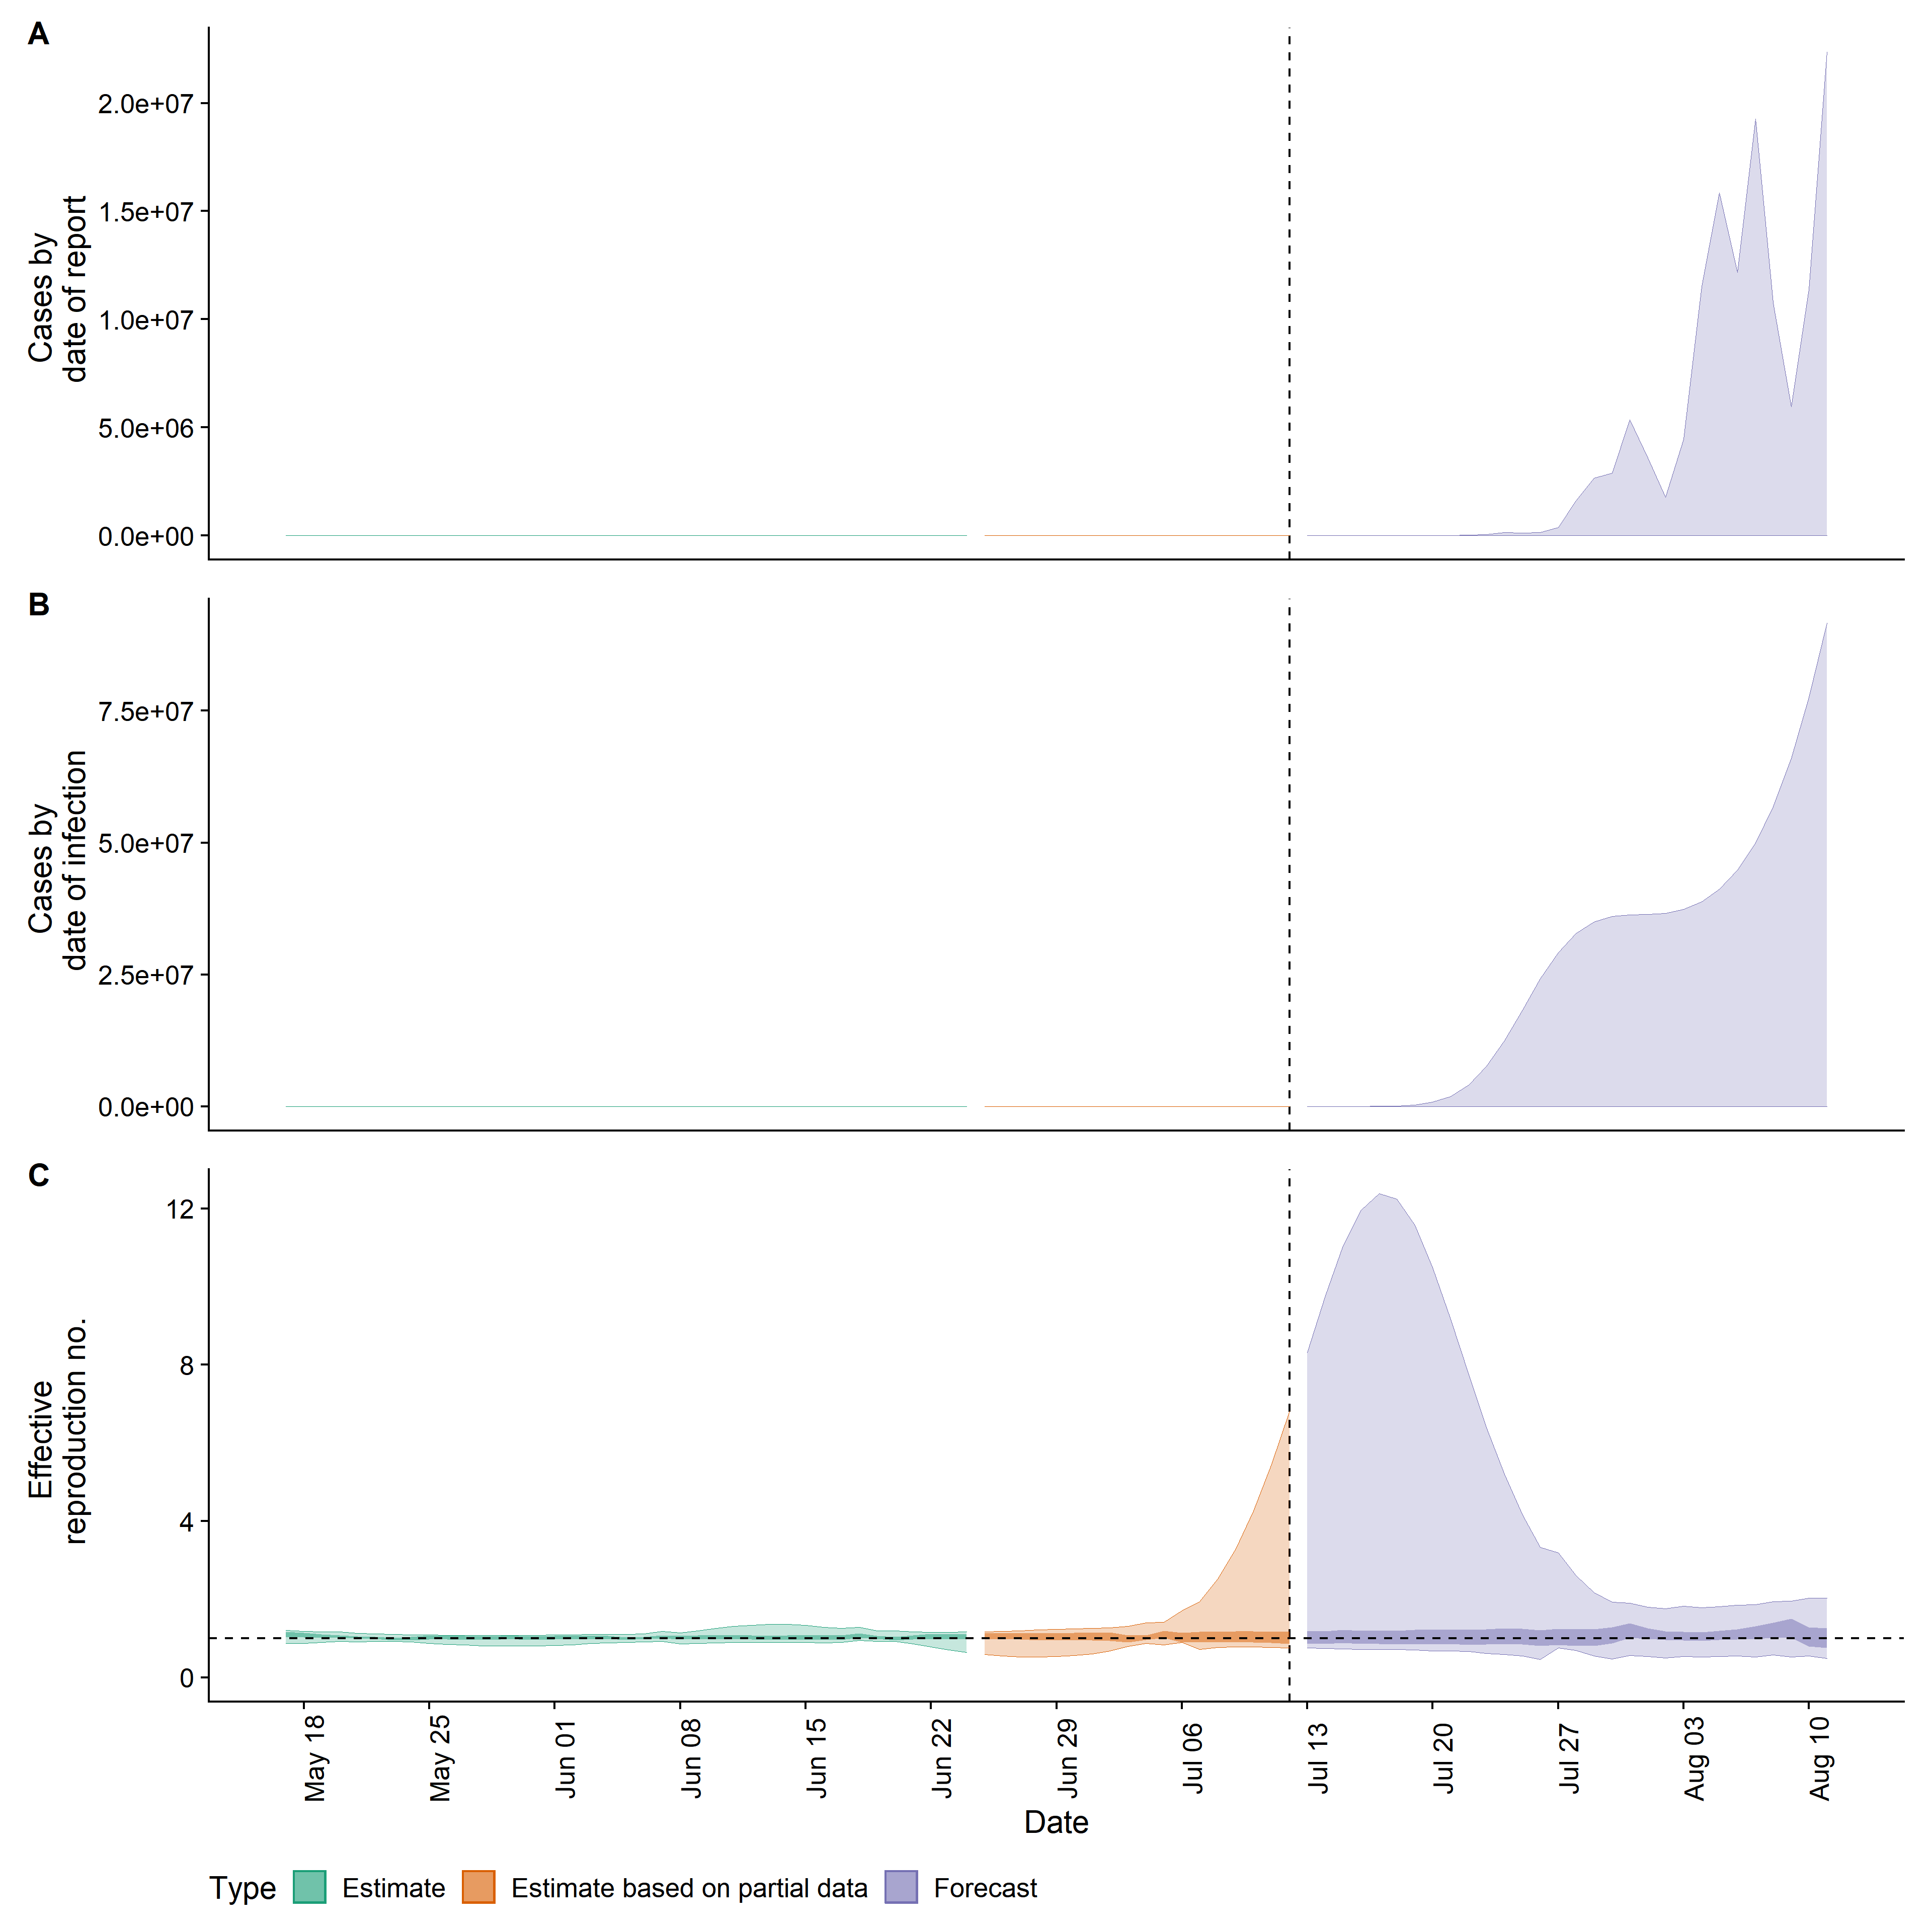 A
2.0e+07
1.5e+07
1.0e+07
5.0e+06
0.0e+00
Cases by
date of report
B
7.5e+07
5.0e+07
2.5e+07
0.0e+00
Cases by
date of infection
C
12
8
4
0
Effective
reproduction no.
May 18
May 25
Jun 01
Jun 08
Jun 15
Jun 22
Jun 29
Jul 06
Jul 13
Jul 20
Jul 27
Aug 03
Aug 10
Date
Type Estimate Estimate based on partial data Forecast